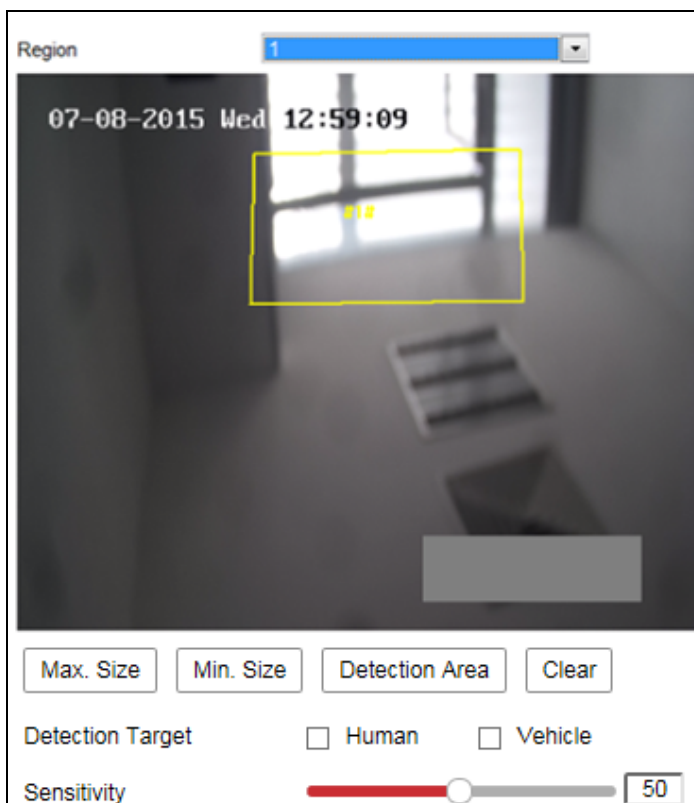 Region 1
07-08-2015 Wed 12:59:09
#1#
Max. Size Min. Size Detection Area Clear
Detection Target Human Vehicle
Sensitivity 50